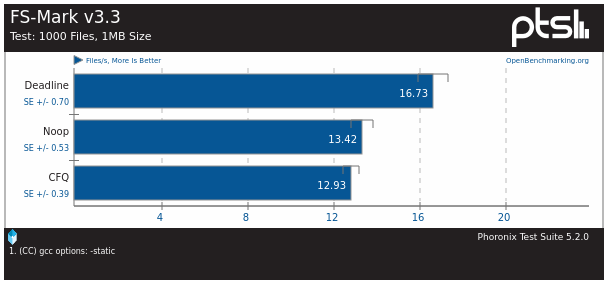 FS-Mark v3.3
Test: 1000 Files, 1MB Size
pts
Files/s, More Is Better
OpenBenchmarking.org
Deadline
SE +/- 0.70
16.73
Noop
SE +/- 0.53
13.42
CFQ
SE +/- 0.39
12.93
4
8
12
16
20
Phoronix Test Suite 5.2.0
1. (CC) gcc options: -static